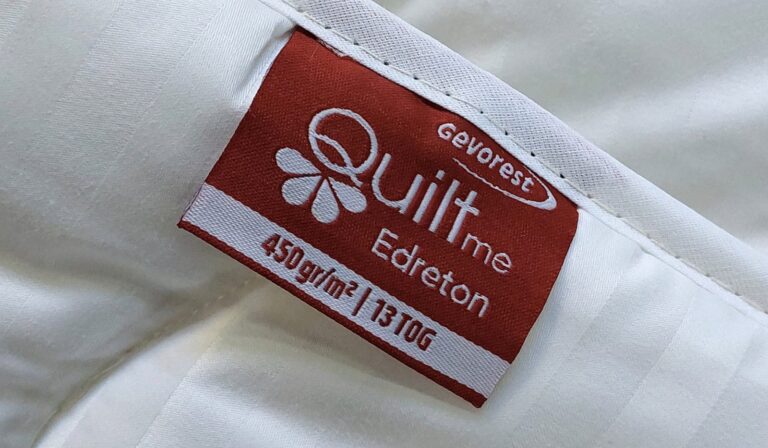 Gevorest
Quilt me
Edreton
450 gr/m² | 13 TOG